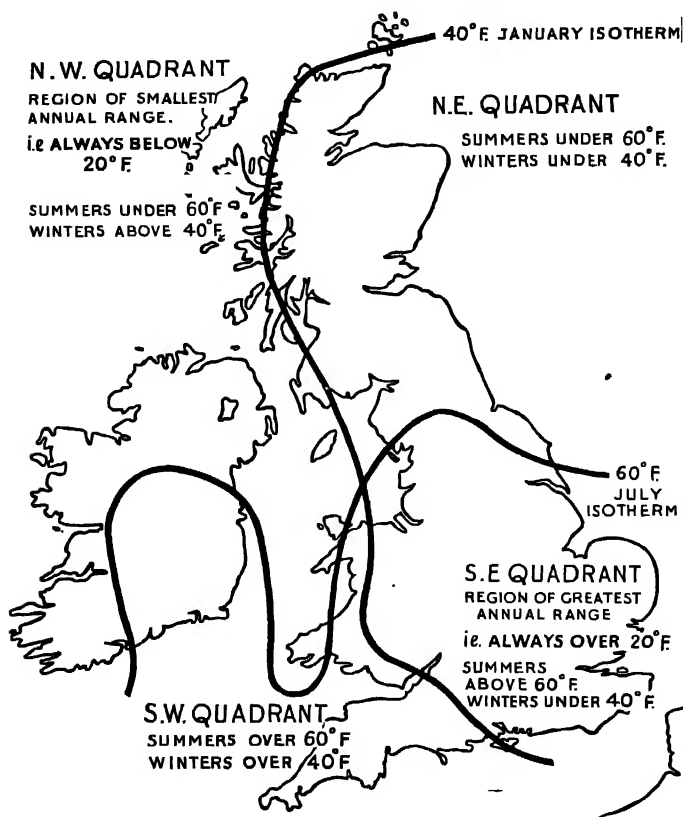 40°F. JANUARY ISOTHERM
N.W. QUADRANT
REGION OF SMALLEST
ANNUAL RANGE.
i.e ALWAYS BELOW
20°F.
SUMMERS UNDER 60°F
WINTERS ABOVE 40°F.
N.E. QUADRANT
SUMMERS UNDER 60°F.
WINTERS UNDER 40°F.
60°F.
JULY
ISOTHERM
S.E QUADRANT
REGION OF GREATEST
ANNUAL RANGE
ie. ALWAYS OVER 20°F.
SUMMERS
ABOVE 60°F.
WINTERS UNDER 40°F.
S.W. QUADRANT
SUMMERS OVER 60°F
WINTERS OVER 40°F